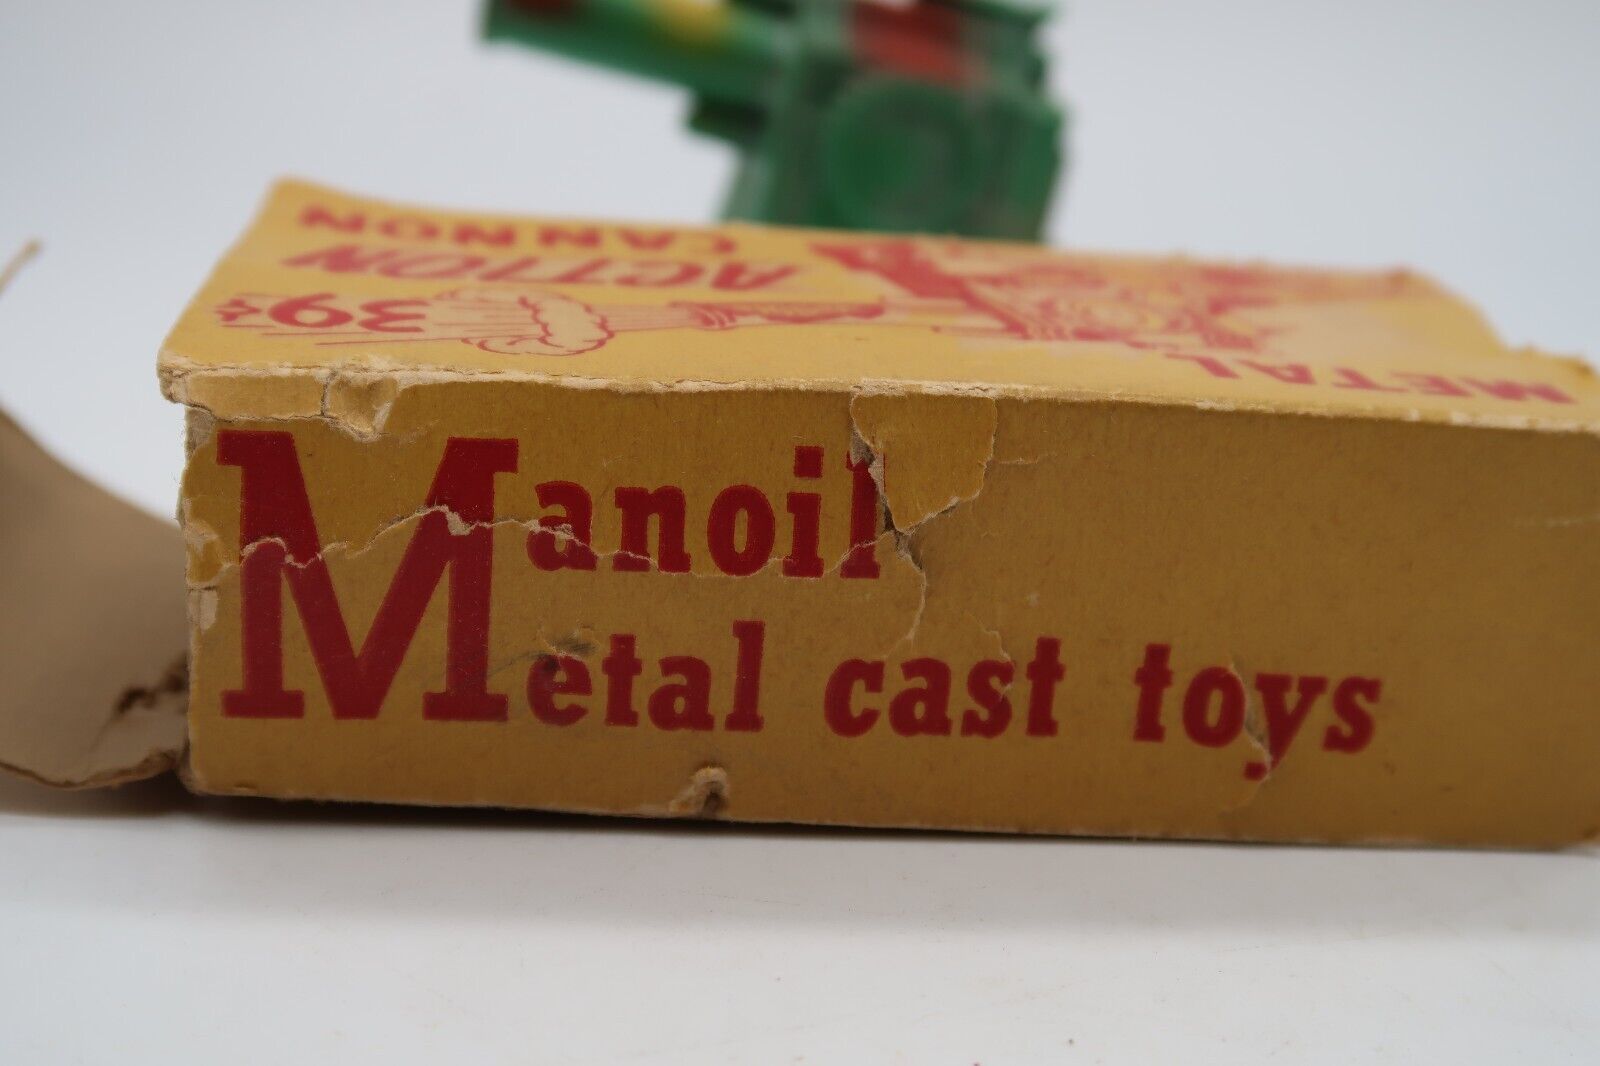 METAL
ACTION
CANNON
39¢
Manoil
Metal cast toys